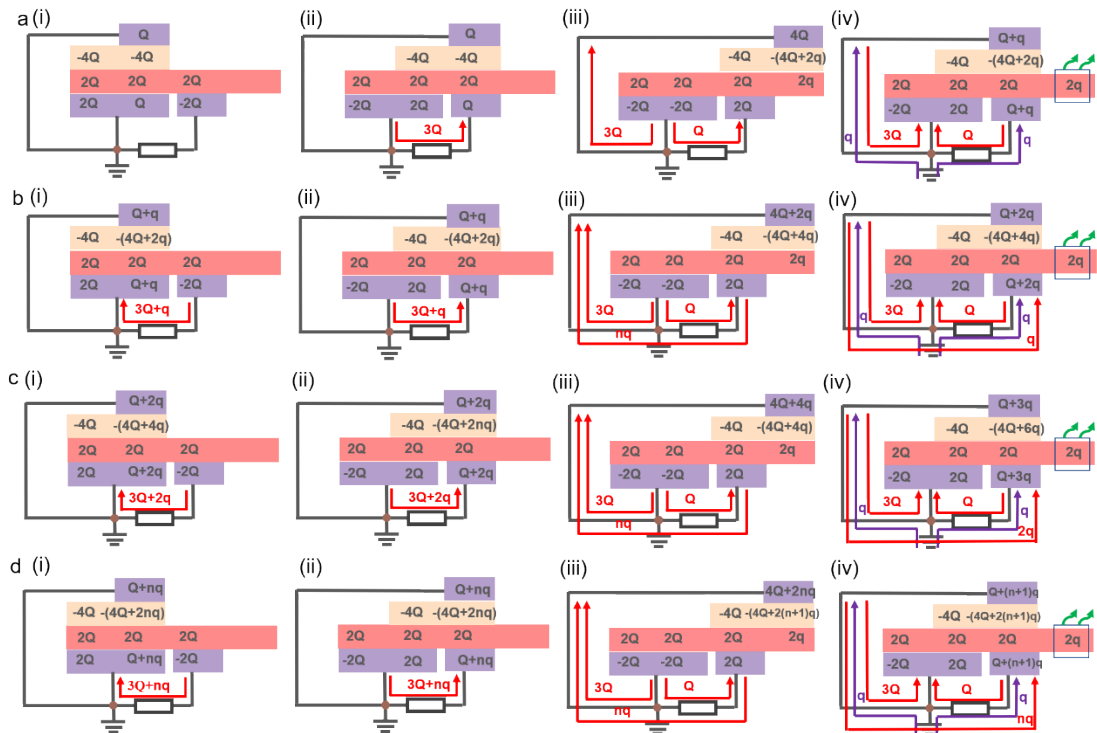 a (i) (ii) (iii) (iv)
Q Q 4Q Q+q
-4Q -4Q -4Q -4Q -4Q -(4Q+2q) -4Q -(4Q+2q)
2Q 2Q 2Q 2Q 2Q 2Q 2Q 2Q 2Q 2q 2Q 2Q 2Q 2q
2Q Q -2Q -2Q 2Q Q -2Q -2Q 2Q -2Q 2Q Q+q
3Q 3Q Q q 3Q Q q
b (i) (ii) (iii) (iv)
Q+q Q+q 4Q+2q Q+2q
-4Q -(4Q+2q) -4Q -(4Q+2q) -4Q -(4Q+4q) -4Q -(4Q+4q)
2Q 2Q 2Q 2Q 2Q 2Q 2Q 2Q 2Q 2q 2Q 2Q 2Q 2q
2Q Q+q -2Q -2Q 2Q Q+q -2Q -2Q 2Q -2Q 2Q Q+2q
3Q+q 3Q+q 3Q Q q 3Q Q q
nq q
c (i) (ii) (iii) (iv)
Q+2q Q+2q 4Q+4q Q+3q
-4Q -(4Q+4q) -4Q -(4Q+2nq) -4Q -(4Q+4q) -4Q -(4Q+6q)
2Q 2Q 2Q 2Q 2Q 2Q 2Q 2Q 2Q 2q 2Q 2Q 2Q 2q
2Q Q+2q -2Q -2Q 2Q Q+2q -2Q -2Q 2Q -2Q 2Q Q+3q
3Q+2q 3Q+2q 3Q Q q 3Q Q q
nq 2q
d (i) (ii) (iii) (iv)
Q+nq Q+nq 4Q+2nq Q+(n+1)q
-4Q -(4Q+2nq) -4Q -(4Q+2nq) -4Q -(4Q+2(n+1)q) -4Q -(4Q+2(n+1)q)
2Q 2Q 2Q 2Q 2Q 2Q 2Q 2Q 2Q 2q 2Q 2Q 2Q 2q
2Q Q+nq -2Q -2Q 2Q Q+nq -2Q -2Q 2Q -2Q 2Q Q+(n+1)q
3Q+nq 3Q+nq 3Q Q q 3Q Q q
nq nq